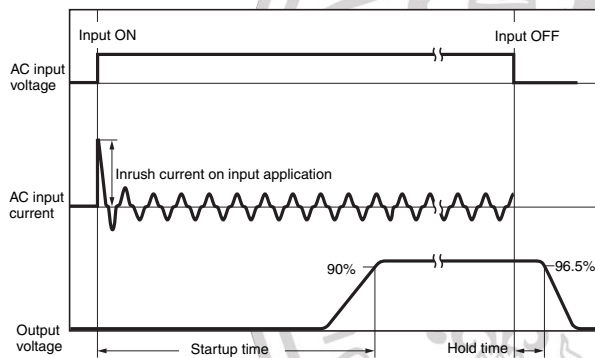 Input ON
Input OFF
AC input
voltage
Inrush current on input application
AC input
current
90%
96.5%
Output
voltage
Startup time
Hold time